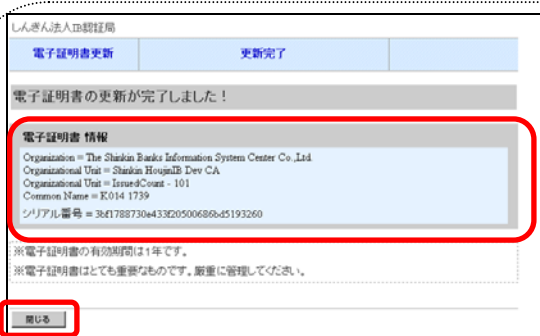 しんきん法人IB認証局
電子証明書更新 更新完了
電子証明書の更新が完了しました！
電子証明書 情報
Organization = The Shinkin Banks Information System Center Co.,Ltd.
Organizational Unit = Shinkin HoujinIB Dev CA
Organizational Unit = IssuedCount - 101
Common Name = K014 1739
シリアル番号 = 3bf1788730e433f20500686bd5193260
※電子証明書の有効期間は1年です。
※電子証明書はとても重要なものです。厳重に管理してください。
閉じる